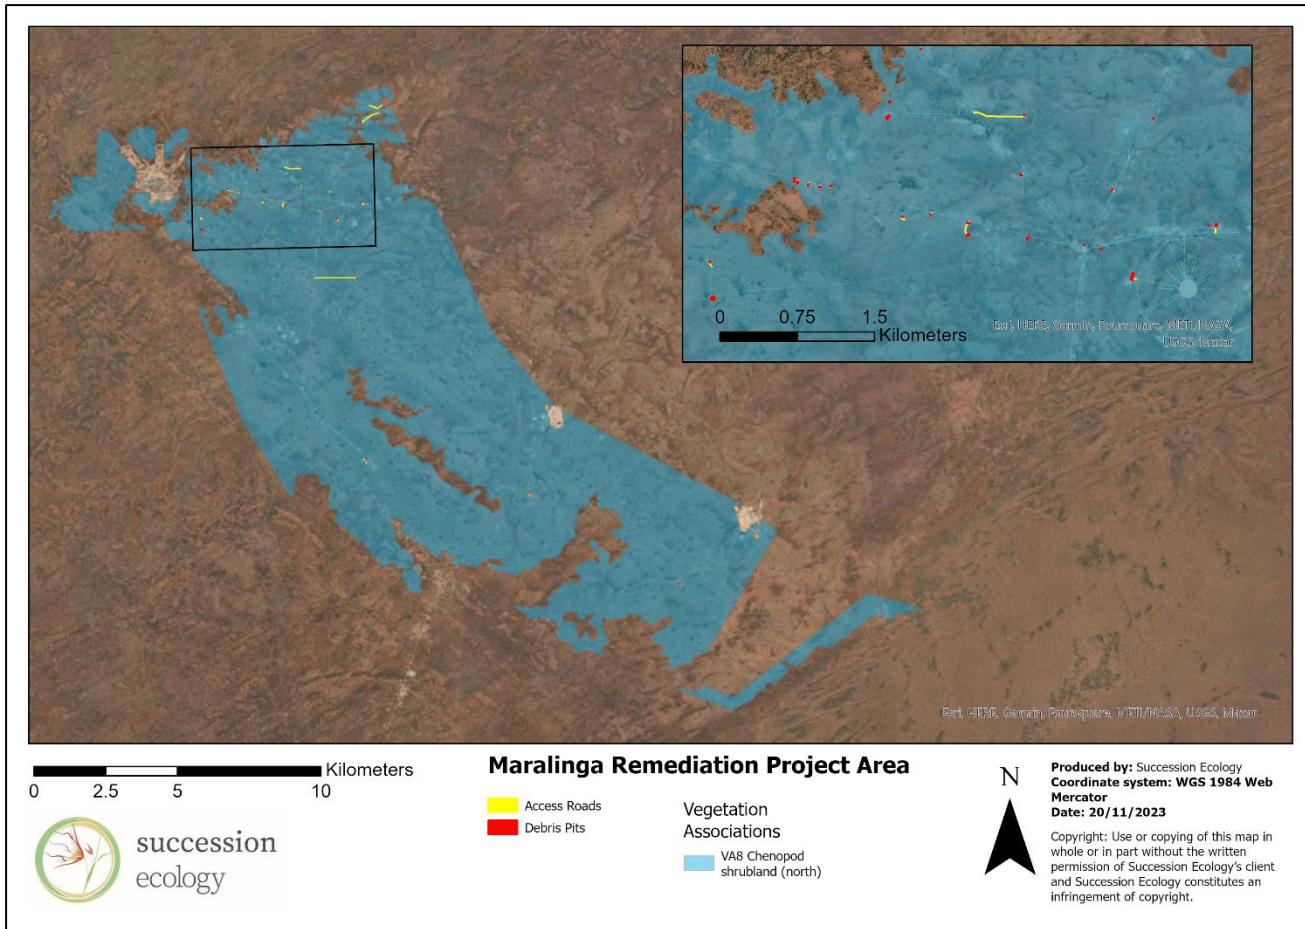 0 0.75 1.5
Kilometers
Esri, HERE, Garmin, Foursquare, METI/NASA,
USGS, Maxar
Esri, HERE, Garmin, Foursquare, METI/NASA, USGS, Maxar
Kilometers
0 2.5 5 10
succession
ecology
Maralinga Remediation Project Area
Access Roads
Debris Pits
Vegetation
Associations
VA8 Chenopod
shrubland (north)
N
Produced by: Succession Ecology
Coordinate system: WGS 1984 Web
Mercator
Date: 20/11/2023
Copyright: Use or copying of this map in
whole or in part without the written
permission of Succession Ecology's client
and Succession Ecology constitutes an
infringement of copyright.